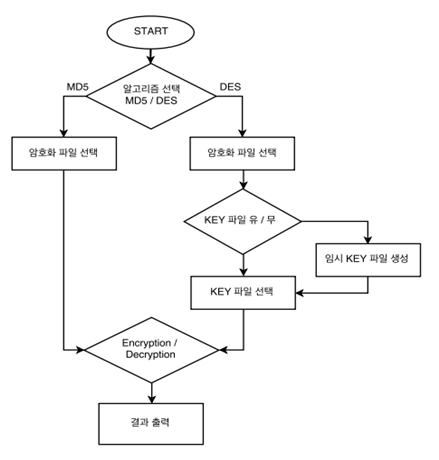 START
MD5
알고리즘 선택
MD5 / DES
DES
암호화 파일 선택
암호화 파일 선택
KEY 파일 유 / 무
임시 KEY 파일 생성
KEY 파일 선택
Encryption /
Decryption
결과 출력